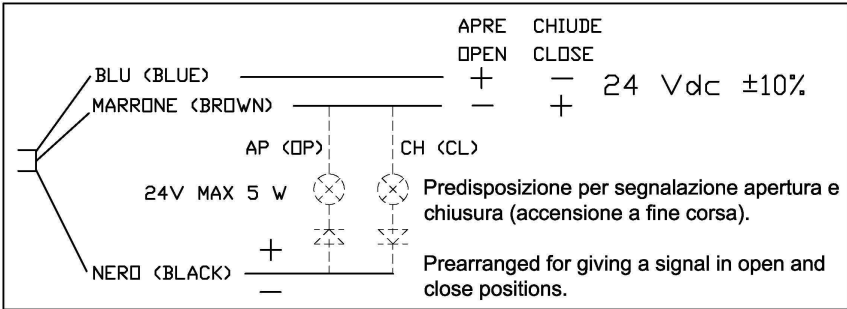 APRE CHIUDE
OPEN CLOSE
BLU (BLUE) + − 24 Vdc ±10%
MARRONE (BROWN) − +
AP (OP) CH (CL)
24V MAX 5 W
Predisposizione per segnalazione apertura e
chiusura (accensione a fine corsa).
+
NERO (BLACK)
−
Prearranged for giving a signal in open and
close positions.